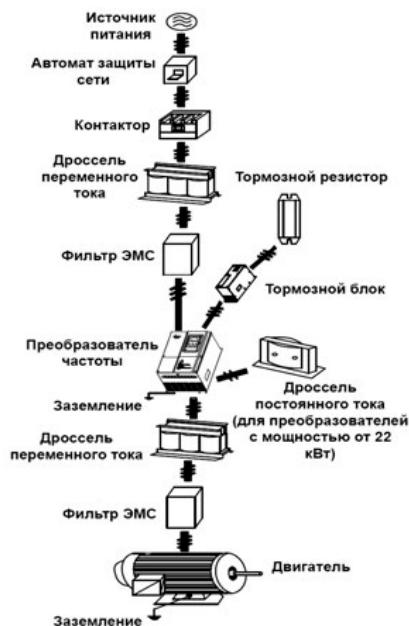 Источник
питания
Автомат защиты
сети
Контактор
Дроссель
переменного
тока
Тормозной резистор
Фильтр ЭМС
Тормозной блок
Преобразователь
частоты
Заземление
Дроссель
постоянного тока
(для преобразователей
с мощностью от 22
кВт)
Дроссель
переменного тока
Фильтр ЭМС
Двигатель
Заземление